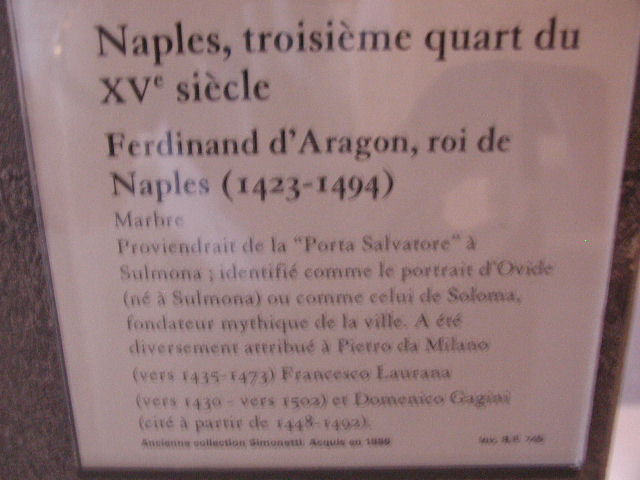 Naples, troisième quart du
XVe siècle
Ferdinand d'Aragon, roi de
Naples (1423-1494)
Marbre
Proviendrait de la "Porta Salvatore" à
Sulmona ; identifié comme le portrait d'Ovide
(né à Sulmona) ou comme celui de Soloma,
fondateur mythique de la ville. A été
diversement attribué à Pietro da Milano
(vers 1435-1473) Francesco Laurana
(vers 1430 - vers 1502) et Domenico Gagini
(cité à partir de 1448-1492).
Ancienne collection Simonetti. Acquis en